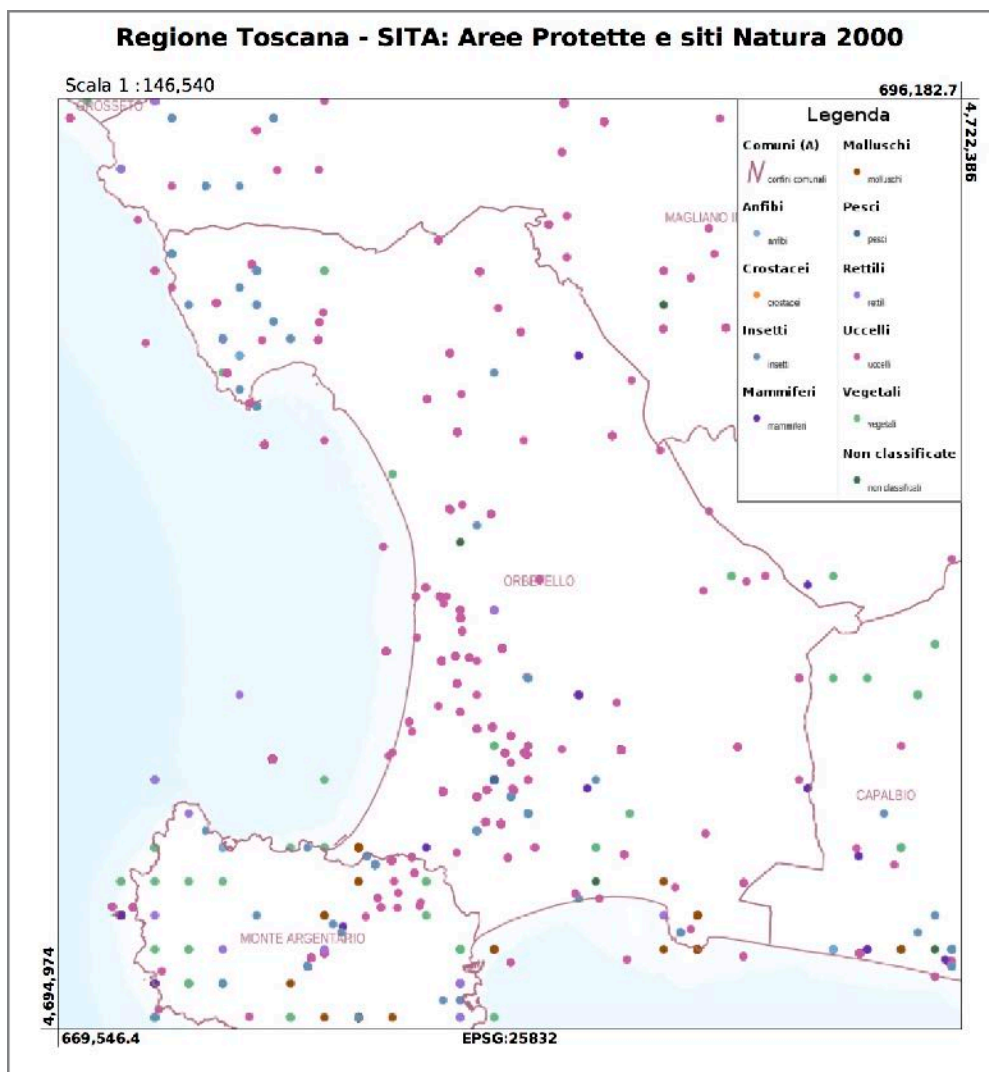 Regione Toscana - SITA: Aree Protette e siti Natura 2000
Scala 1 :146,540
696,182.7
4,722,386
GROSSETO
Legenda
Comuni (A)
confini comunali
Anfibi
anfibi
Crostacei
crostacei
Insetti
insetti
Mammiferi
mammiferi
Molluschi
molluschi
Pesci
pesci
Rettili
rettili
Uccelli
uccelli
Vegetali
vegetali
Non classificate
non classificati
MAGLIANO I
ORBETELLO
CAPALBIO
MONTE ARGENTARIO
4,694,974
669,546.4
EPSG:25832